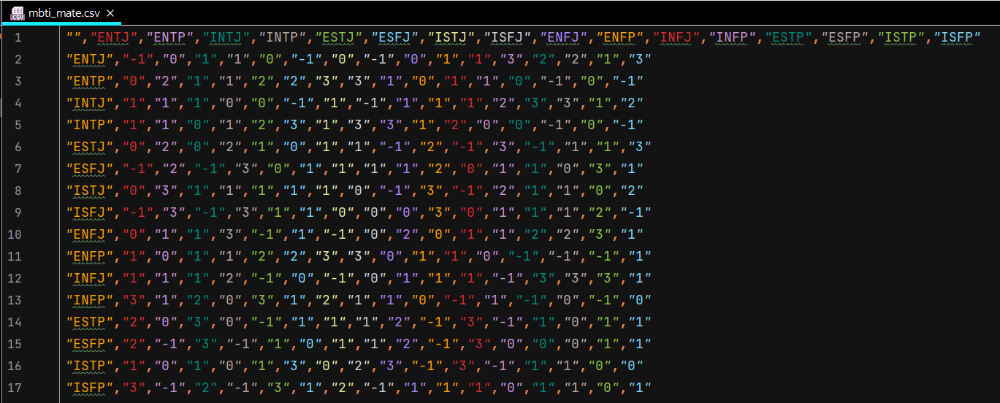 mbti_mate.csv ×
1 "","ENTJ","ENTP","INTJ","INTP","ESTJ","ESFJ","ISTJ","ISFJ","ENFJ","ENFP","INFJ","INFP","ESTP","ESFP","ISTP","ISFP"
2 "ENTJ","-1","0","1","1","0","-1","0","-1","0","1","1","3","2","2","1","3"
3 "ENTP","0","2","1","1","2","2","3","3","1","0","1","1","0","-1","0","-1"
4 "INTJ","1","1","1","0","0","-1","1","-1","1","1","1","2","3","3","1","2"
5 "INTP","1","1","0","1","2","3","1","3","3","1","2","0","0","-1","0","-1"
6 "ESTJ","0","2","0","2","1","0","1","1","-1","2","-1","3","-1","1","1","3"
7 "ESFJ","-1","2","-1","3","0","1","1","1","1","2","0","1","1","0","3","1"
8 "ISTJ","0","3","1","1","1","1","1","0","-1","3","-1","2","1","1","0","2"
9 "ISFJ","-1","3","-1","3","1","1","0","0","0","3","0","1","1","1","2","-1"
10 "ENFJ","0","1","1","3","-1","1","-1","0","2","0","1","1","2","2","3","1"
11 "ENFP","1","0","1","1","2","2","3","3","0","1","1","0","-1","-1","-1","1"
12 "INFJ","1","1","1","2","-1","0","-1","0","1","1","1","-1","3","3","3","1"
13 "INFP","3","1","2","0","3","1","2","1","1","0","-1","1","-1","0","-1","0"
14 "ESTP","2","0","3","0","-1","1","1","1","2","-1","3","-1","1","0","1","1"
15 "ESFP","2","-1","3","-1","1","0","1","1","2","-1","3","0","0","0","1","1"
16 "ISTP","1","0","1","0","1","3","0","2","3","-1","3","-1","1","1","0","0"
17 "ISFP","3","-1","2","-1","3","1","2","-1","1","1","1","0","1","1","0","1"